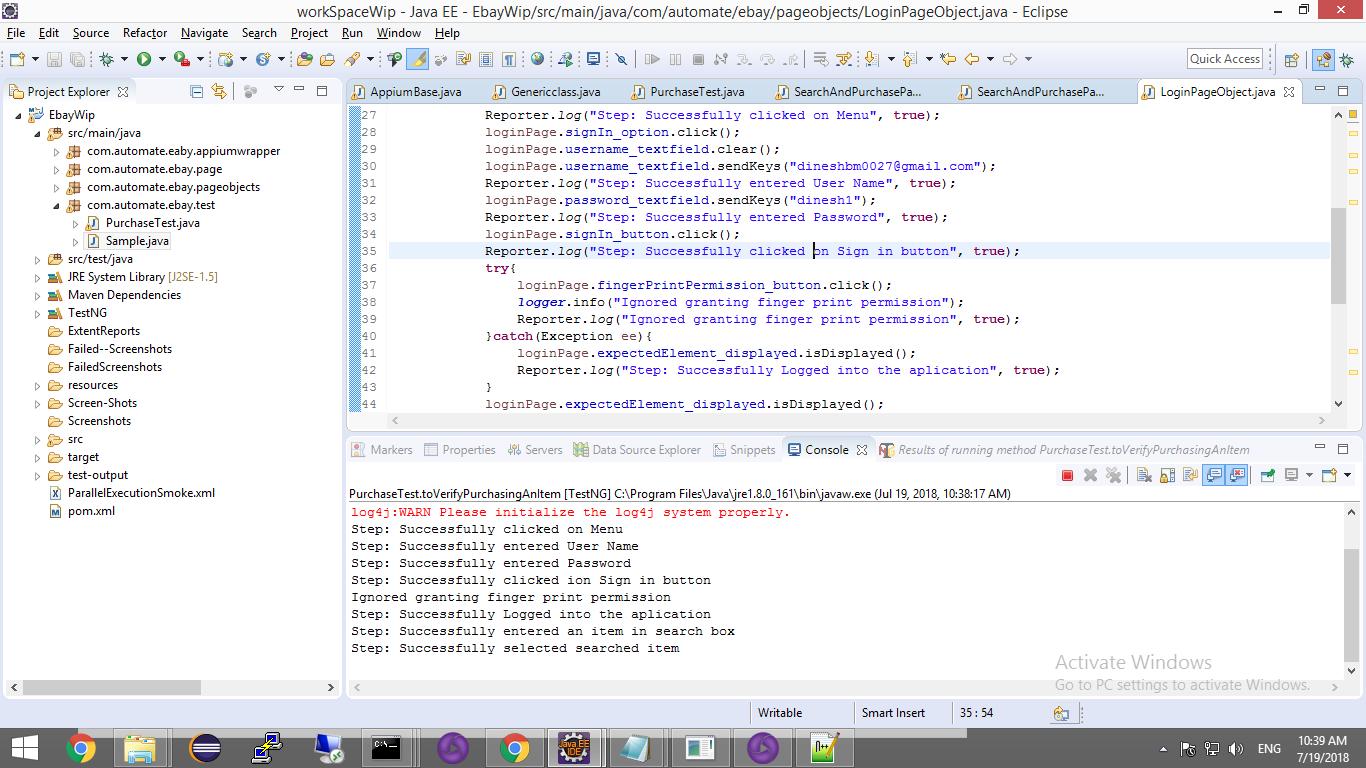 workSpaceWip - Java EE - EbayWip/src/main/java/com/automate/ebay/pageobjects/LoginPageObject.java - Eclipse
File Edit Source Refactor Navigate Search Project Run Window Help
Quick Access
Project Explorer
EbayWip
src/main/java
com.automate.eaby.appiumwrapper
com.automate.ebay.page
com.automate.ebay.pageobjects
com.automate.ebay.test
PurchaseTest.java
Sample.java
src/test/java
JRE System Library [J2SE-1.5]
Maven Dependencies
TestNG
ExtentReports
Failed--Screenshots
FailedScreenshots
resources
Screen-Shots
Screenshots
src
target
test-output
ParallelExecutionSmoke.xml
pom.xml
AppiumBase.java Genericclass.java PurchaseTest.java SearchAndPurchasePa... SearchAndPurchasePa... LoginPageObject.java
27 Reporter.log("Step: Successfully clicked on Menu", true);
28 loginPage.signIn_option.click();
29 loginPage.username_textfield.clear();
30 loginPage.username_textfield.sendKeys("dineshbm0027@gmail.com");
31 Reporter.log("Step: Successfully entered User Name", true);
32 loginPage.password_textfield.sendKeys("dinesh1");
33 Reporter.log("Step: Successfully entered Password", true);
34 loginPage.signIn_button.click();
35 Reporter.log("Step: Successfully clicked on Sign in button", true);
36 try{
37 loginPage.fingerPrintPermission_button.click();
38 logger.info("Ignored granting finger print permission");
39 Reporter.log("Ignored granting finger print permission", true);
40 }catch(Exception ee){
41 loginPage.expectedElement_displayed.isDisplayed();
42 Reporter.log("Step: Successfully Logged into the aplication", true);
43 }
44 loginPage.expectedElement_displayed.isDisplayed();
Markers Properties Servers Data Source Explorer Snippets Console Results of running method PurchaseTest.toVerifyPurchasingAnItem
PurchaseTest.toVerifyPurchasingAnItem [TestNG] C:\Program Files\Java\jre1.8.0_161\bin\javaw.exe (Jul 19, 2018, 10:38:17 AM)
log4j:WARN Please initialize the log4j system properly.
Step: Successfully clicked on Menu
Step: Successfully entered User Name
Step: Successfully entered Password
Step: Successfully clicked ion Sign in button
Ignored granting finger print permission
Step: Successfully Logged into the aplication
Step: Successfully entered an item in search box
Step: Successfully selected searched item
Activate Windows
Go to PC settings to activate Windows.
Writable Smart Insert 35 : 54
Java EE
IDE
C:\
N++
ENG
10:39 AM
7/19/2018